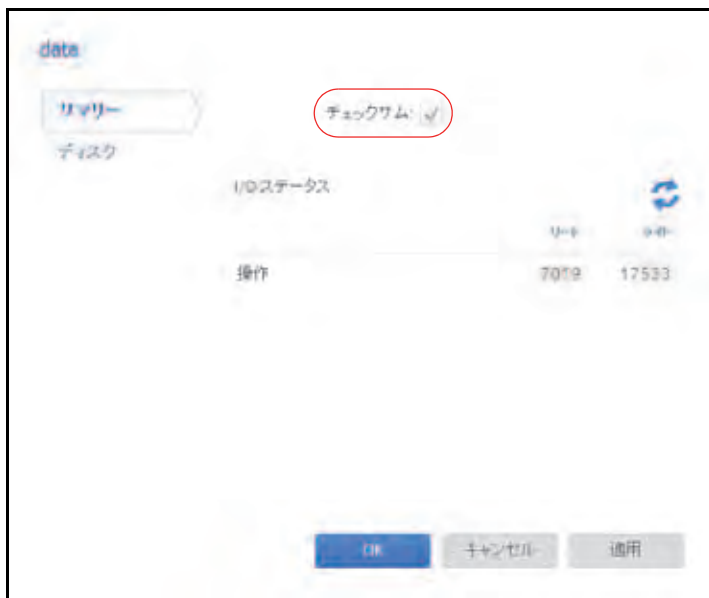 data
サマリー
チェックサム:
ディスク
I/Oステータス
リード ライト
操作 7019 17533
OK キャンセル 適用